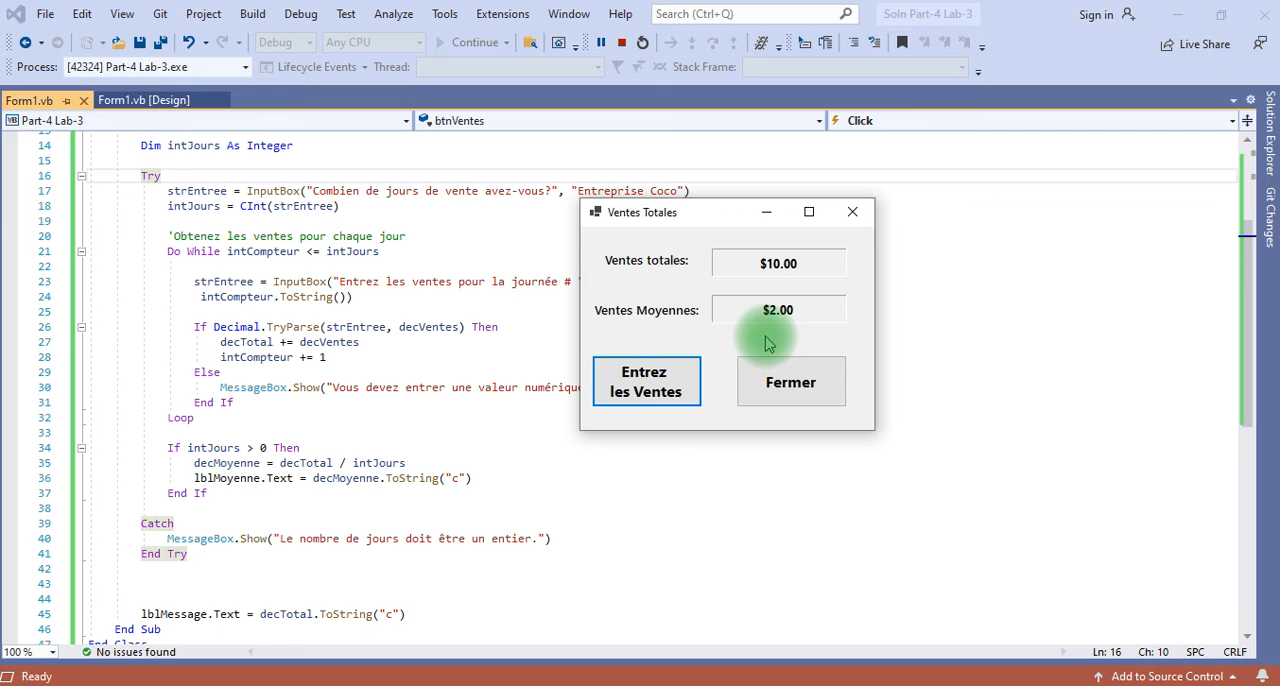 File Edit View Git Project Build Debug Test Analyze Tools Extensions Window Help Search (Ctrl+Q) Soln Part-4 Lab-3 Sign in
Debug Any CPU Continue Live Share
Process: [42324] Part-4 Lab-3.exe Lifecycle Events Thread: Stack Frame:
Form1.vb Form1.vb [Design]
Part-4 Lab-3 btnVentes Click
14 Dim intJours As Integer
15
16 Try
17 strEntree = InputBox("Combien de jours de vente avez-vous?", "Entreprise Coco")
18 intJours = CInt(strEntree)
19
20 'Obtenez les ventes pour chaque jour
21 Do While intCompteur <= intJours
22
23 strEntree = InputBox("Entrez les ventes pour la journée # "
24 intCompteur.ToString())
25
26 If Decimal.TryParse(strEntree, decVentes) Then
27 decTotal += decVentes
28 intCompteur += 1
29 Else
30 MessageBox.Show("Vous devez entrer une valeur numérique
31 End If
32 Loop
33
34 If intJours > 0 Then
35 decMoyenne = decTotal / intJours
36 lblMoyenne.Text = decMoyenne.ToString("c")
37 End If
38
39 Catch
40 MessageBox.Show("Le nombre de jours doit être un entier.")
41 End Try
42
43
44
45 lblMessage.Text = decTotal.ToString("c")
46 End Sub
47 End Class
Ventes Totales
Ventes totales: $10.00
Ventes Moyennes: $2.00
Entrez
les Ventes
Fermer
Solution Explorer
Git Changes
100 % No issues found Ln: 16 Ch: 10 SPC CRLF
Ready Add to Source Control